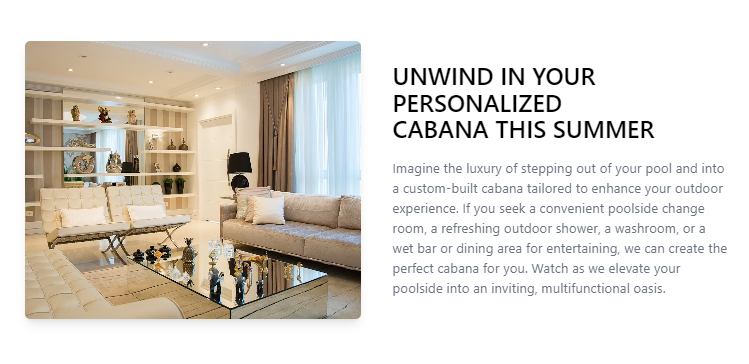 UNWIND IN YOUR
PERSONALIZED
CABANA THIS SUMMER
Imagine the luxury of stepping out of your pool and into
a custom-built cabana tailored to enhance your outdoor
experience. If you seek a convenient poolside change
room, a refreshing outdoor shower, a washroom, or a
wet bar or dining area for entertaining, we can create the
perfect cabana for you. Watch as we elevate your
poolside into an inviting, multifunctional oasis.